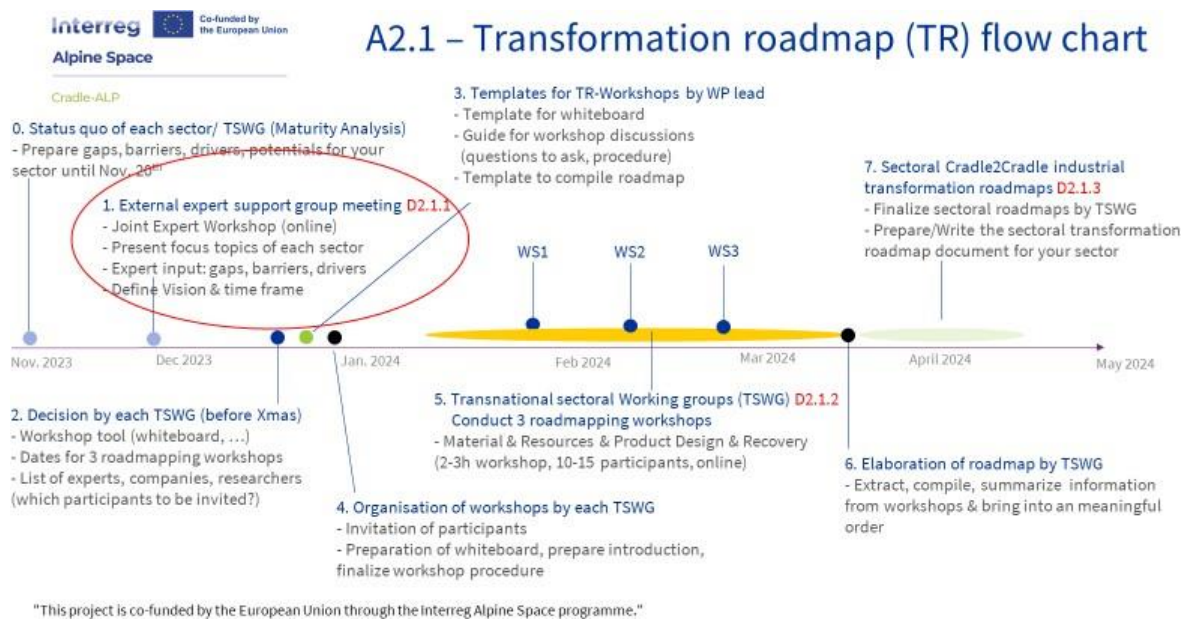 Interreg
Co-funded by
the European Union
Alpine Space
Cradle-ALP
A2.1 – Transformation roadmap (TR) flow chart
0. Status quo of each sector/ TSWG (Maturity Analysis)
- Prepare gaps, barriers, drivers, potentials for your
sector until Nov. 20th
1. External expert support group meeting D2.1.1
- Joint Expert Workshop (online)
- Present focus topics of each sector
- Expert input: gaps, barriers, drivers
- Define Vision & time frame
3. Templates for TR-Workshops by WP lead
- Template for whiteboard
- Guide for workshop discussions
(questions to ask, procedure)
- Template to compile roadmap
7. Sectoral Cradle2Cradle industrial
transformation roadmaps D2.1.3
- Finalize sectoral roadmaps by TSWG
- Prepare/Write the sectoral transformation
roadmap document for your sector
WS1
WS2
WS3
Nov. 2023
Dec 2023
Jan. 2024
Feb 2024
Mar 2024
April 2024
May 2024
2. Decision by each TSWG (before Xmas)
- Workshop tool (whiteboard, ...)
- Dates for 3 roadmapping workshops
- List of experts, companies, researchers
(which participants to be invited?)
4. Organisation of workshops by each TSWG
- Invitation of participants
- Preparation of whiteboard, prepare introduction,
finalize workshop procedure
5. Transnational sectoral Working groups (TSWG) D2.1.2
Conduct 3 roadmapping workshops
- Material & Resources & Product Design & Recovery
(2-3h workshop, 10-15 participants, online)
6. Elaboration of roadmap by TSWG
- Extract, compile, summarize information
from workshops & bring into an meaningful
order
"This project is co-funded by the European Union through the Interreg Alpine Space programme."